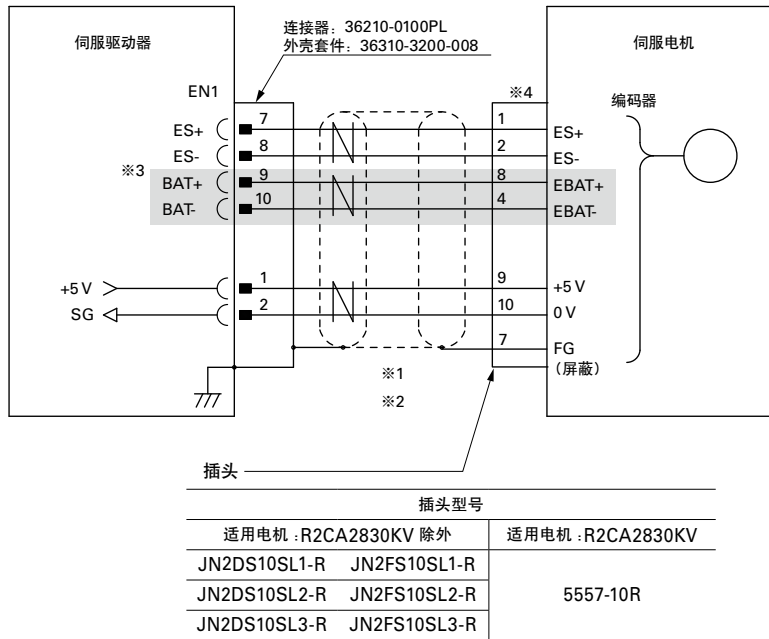 伺服驱动器
连接器：36210-0100PL
外壳套件：36310-3200-008
伺服电机
EN1
※4
编码器
ES+ 7 1 ES+
ES- 8 2 ES-
※3
BAT+ 9 8 EBAT+
BAT- 10 4 EBAT-
+5 V 1 9 +5 V
SG 2 10 0 V
7 FG
(屏蔽)
※1
※2
插头
插头型号
适用电机：R2CA2830KV 除外 适用电机：R2CA2830KV
JN2DS10SL1-R JN2FS10SL1-R
JN2DS10SL2-R JN2FS10SL2-R 5557-10R
JN2DS10SL3-R JN2FS10SL3-R